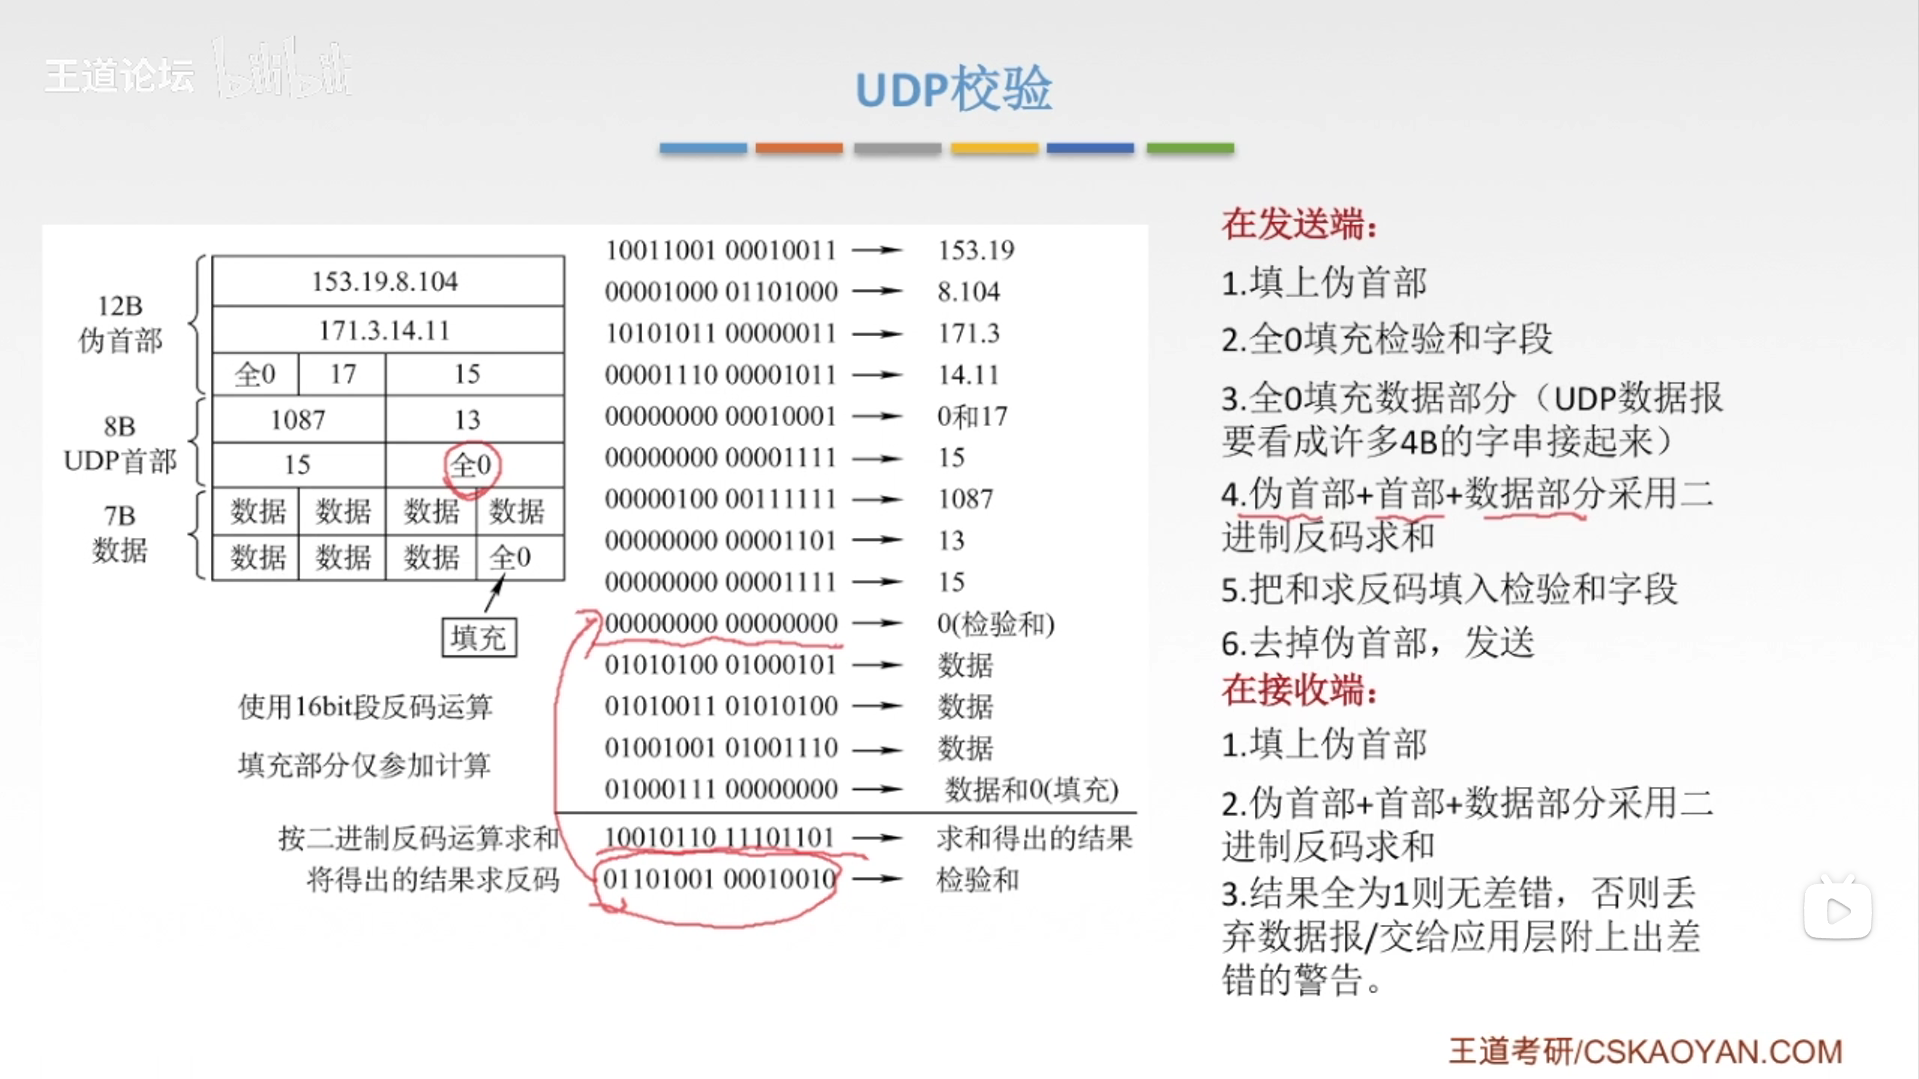 王道论坛 bilibili
UDP校验
12B
伪首部
153.19.8.104
171.3.14.11
全0 17 15
8B
UDP首部
1087 13
15 全0
7B
数据
数据 数据 数据 数据
数据 数据 数据 全0
填充
使用16bit段反码运算
填充部分仅参加计算
10011001 00010011 → 153.19
00001000 01101000 → 8.104
10101011 00000011 → 171.3
00001110 00001011 → 14.11
00000000 00010001 → 0和17
00000000 00001111 → 15
00000100 00111111 → 1087
00000000 00001101 → 13
00000000 00001111 → 15
00000000 00000000 → 0(检验和)
01010100 01000101 → 数据
01010011 01010100 → 数据
01001001 01001110 → 数据
01000111 00000000 → 数据和0(填充)
按二进制反码运算求和 10010110 11101101 → 求和得出的结果
将得出的结果求反码 01101001 00010010 → 检验和
在发送端：
1.填上伪首部
2.全0填充检验和字段
3.全0填充数据部分（UDP数据报
要看成许多4B的字串接起来）
4.伪首部+首部+数据部分采用二
进制反码求和
5.把和求反码填入检验和字段
6.去掉伪首部，发送
在接收端：
1.填上伪首部
2.伪首部+首部+数据部分采用二
进制反码求和
3.结果全为1则无差错，否则丢
弃数据报/交给应用层附上出差
错的警告。
王道考研/CSKAOYAN.COM